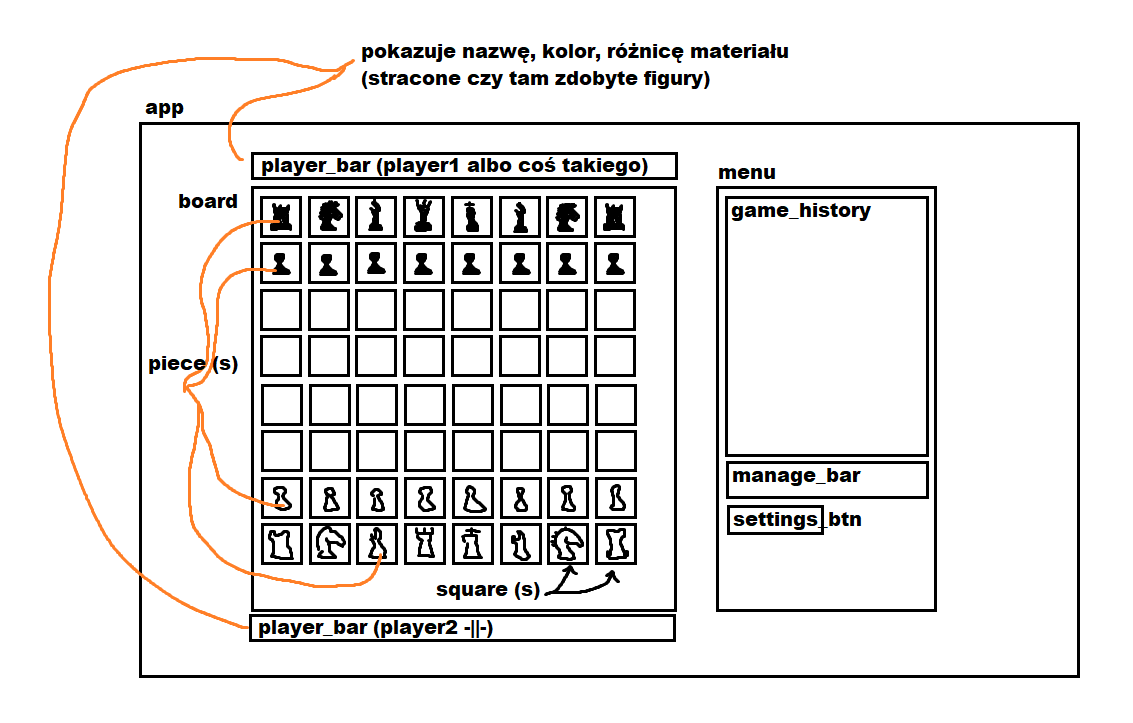 pokazuje nazwę, kolor, różnicę materiału
(stracone czy tam zdobyte figury)
app
player_bar (player1 albo coś takiego)
menu
board
game_history
piece (s)
manage_bar
settings_btn
square (s)
player_bar (player2 -||-)